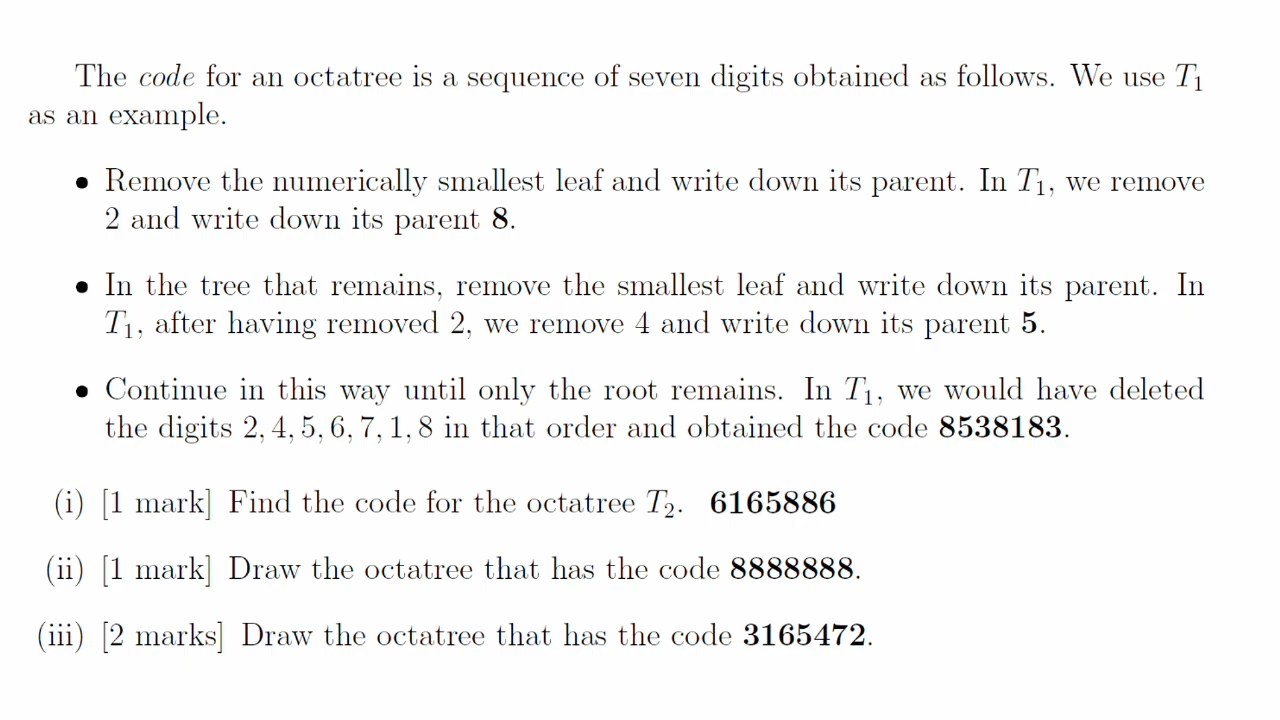 The code for an octatree is a sequence of seven digits obtained as follows. We use T₁
as an example.
• Remove the numerically smallest leaf and write down its parent. In T₁, we remove
2 and write down its parent 8.
• In the tree that remains, remove the smallest leaf and write down its parent. In
T₁, after having removed 2, we remove 4 and write down its parent 5.
• Continue in this way until only the root remains. In T₁, we would have deleted
the digits 2, 4, 5, 6, 7, 1, 8 in that order and obtained the code 8538183.
(i) [1 mark] Find the code for the octatree T₂. 6165886
(ii) [1 mark] Draw the octatree that has the code 8888888.
(iii) [2 marks] Draw the octatree that has the code 3165472.